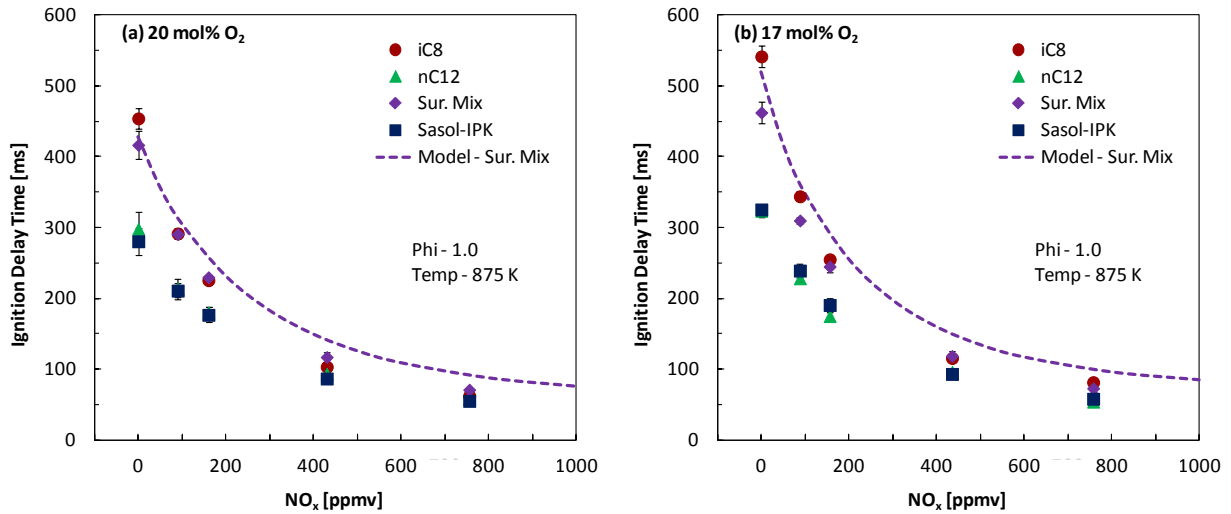 (a) 20 mol% O2
iC8
nC12
Sur. Mix
Sasol-IPK
Model - Sur. Mix
Phi - 1.0
Temp - 875 K
Ignition Delay Time [ms]
600
500
400
300
200
100
0
0 200 400 600 800 1000
NOx [ppmv]
(b) 17 mol% O2
iC8
nC12
Sur. Mix
Sasol-IPK
Model - Sur. Mix
Phi - 1.0
Temp - 875 K
Ignition Delay Time [ms]
600
500
400
300
200
100
0
0 200 400 600 800 1000
NOx [ppmv]